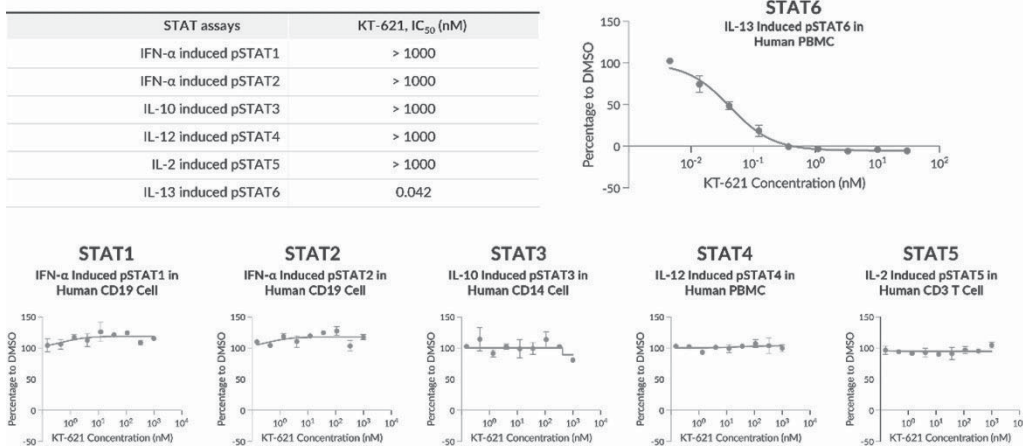 STAT assays KT-621, IC50 (nM)
IFN-α induced pSTAT1 > 1000
IFN-α induced pSTAT2 > 1000
IL-10 induced pSTAT3 > 1000
IL-12 induced pSTAT4 > 1000
IL-2 induced pSTAT5 > 1000
IL-13 induced pSTAT6 0.042
STAT6
IL-13 Induced pSTAT6 in
Human PBMC
Percentage to DMSO
150
100
50
0
-50
10-2 10-1 100 101 102
KT-621 Concentration (nM)
STAT1
IFN-α Induced pSTAT1 in
Human CD19 Cell
Percentage to DMSO
150
100
50
0
-50
100 101 102 103 104
KT-621 Concentration (nM)
STAT2
IFN-α Induced pSTAT2 in
Human CD19 Cell
Percentage to DMSO
150
100
50
0
-50
100 101 102 103 104
KT-621 Concentration (nM)
STAT3
IL-10 Induced pSTAT3 in
Human CD14 Cell
Percentage to DMSO
150
100
50
0
-50
100 101 102 103 104
KT-621 Concentration (nM)
STAT4
IL-12 Induced pSTAT4 in
Human PBMC
Percentage to DMSO
150
100
50
0
-50
100 101 102 103 104
KT-621 Concentration (nM)
STAT5
IL-2 Induced pSTAT5 in
Human CD3 T Cell
Percentage to DMSO
150
100
50
0
-50
100 101 102 103 10
KT-621 Concentration (nM)